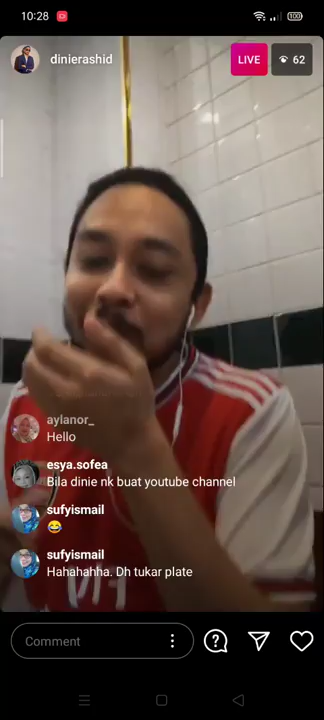 10:28
100
dinierashid
LIVE
62
aylanor_
Hello
esya.sofea
Bila dinie nk buat youtube channel
sufyismail
😂
sufyismail
Hahahahha. Dh tukar plate
Comment